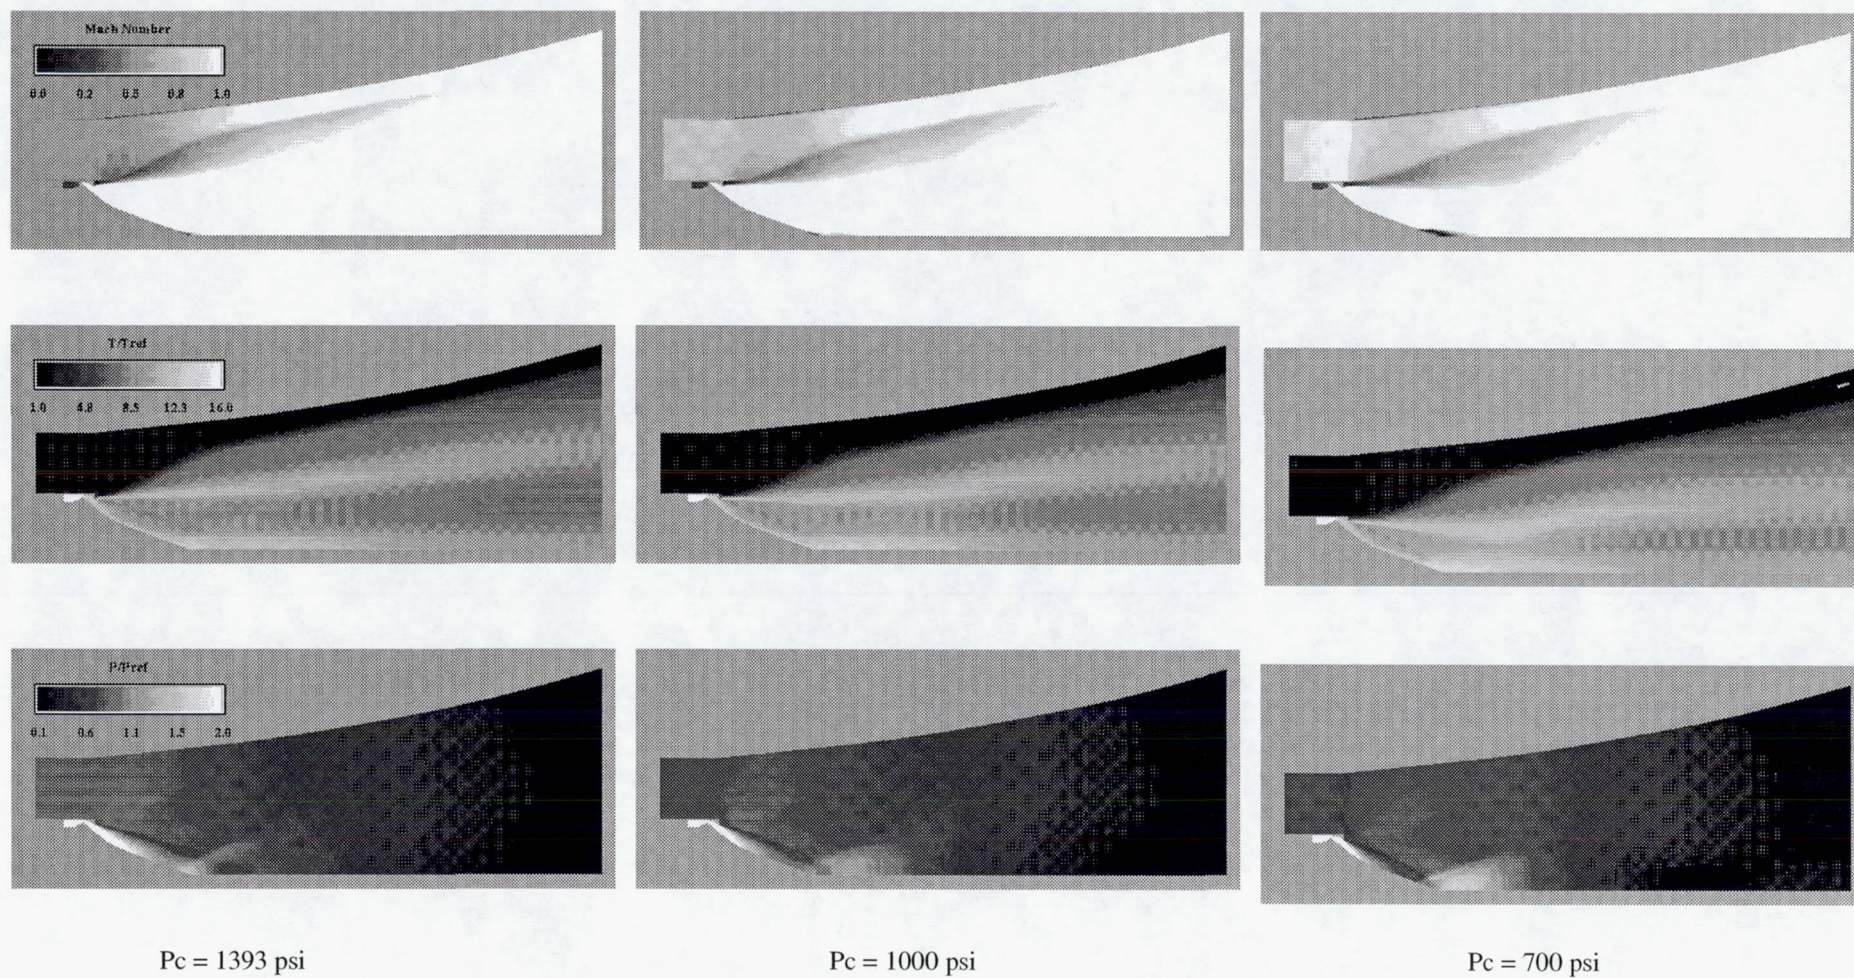 Mach Number
0.0 0.2 0.5 0.8 1.0
T/Tref
1.0 4.8 8.5 12.3 16.0
P/Pref
0.1 0.6 1.1 1.5 2.0
Pc = 1393 psi
Pc = 1000 psi
Pc = 700 psi